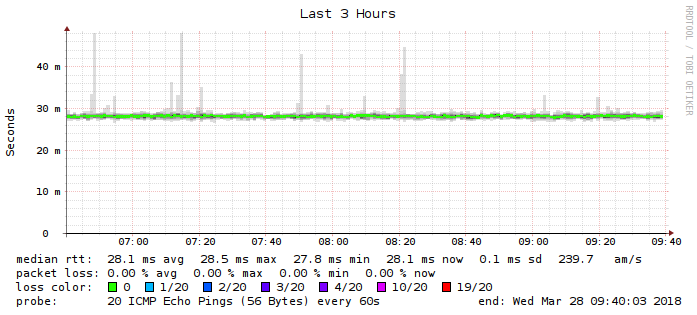 Last 3 Hours
RRDTOOL / TOBI OETIKER
Seconds
40 m
30 m
20 m
10 m
0
07:00 07:20 07:40 08:00 08:20 08:40 09:00 09:20 09:40
median rtt: 28.1 ms avg 28.5 ms max 27.8 ms min 28.1 ms now 0.1 ms sd 239.7 am/s
packet loss: 0.00 % avg 0.00 % max 0.00 % min 0.00 % now
loss color: 0 1/20 2/20 3/20 4/20 10/20 19/20
probe: 20 ICMP Echo Pings (56 Bytes) every 60s end: Wed Mar 28 09:40:03 2018